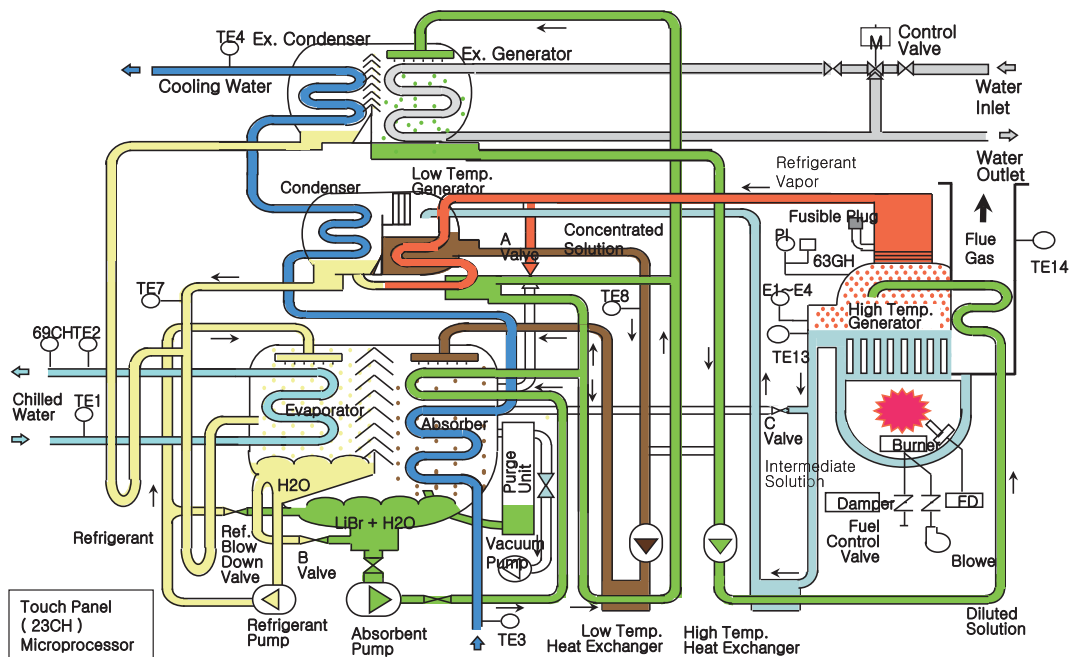 TE4
Ex. Condenser
Ex. Generator
M
Control
Valve
Cooling Water
Water
Inlet
Water
Outlet
Condenser
Low Temp.
Generator
Refrigerant
Vapor
Fusible Plug
Flue
Gas
TE14
A
Valve
Concentrated
Solution
PI
63GH
TE7
TE8
E1~E4
High Temp.
Generator
TE13
69CHTE2
Chilled
Water
TE1
Evaporator
Absorber
C
Valve
Burner
Purge
Unit
Intermediate
Solution
H2O
LiBr + H2O
Damper
FD
Refrigerant
Ref.
Blow
Down
Valve
B
Valve
Vacuum
Pump
Fuel
Control
Valve
Blowe
Touch Panel
( 23CH )
Microprocessor
Refrigerant
Pump
Absorbent
Pump
TE3
Low Temp.
Heat Exchanger
High Temp.
Heat Exchanger
Diluted
Solution